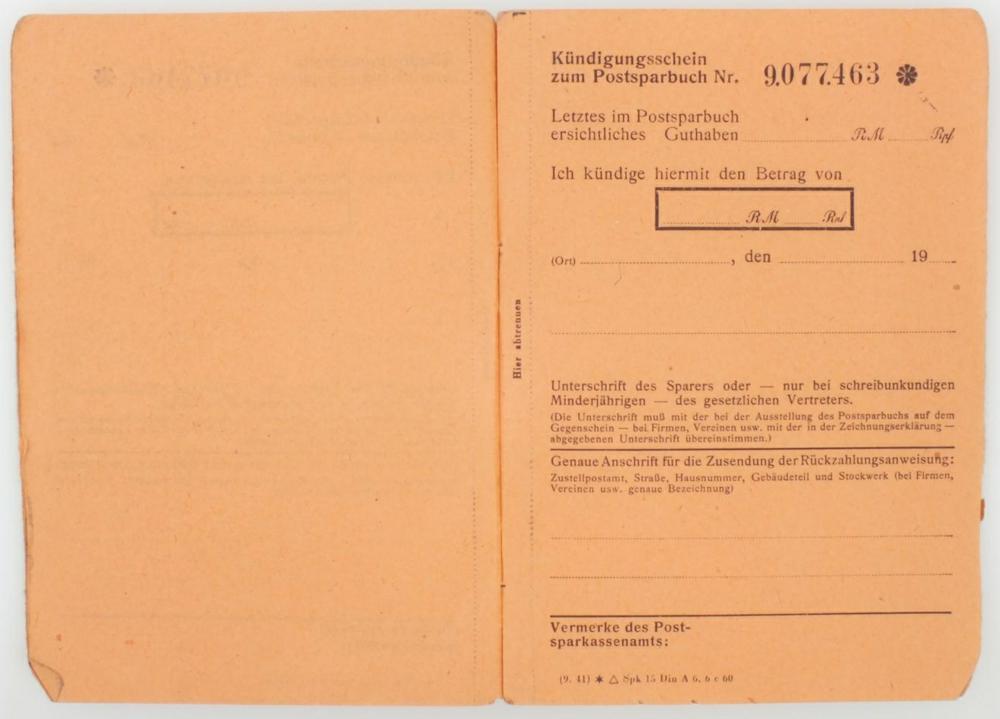 Kündigungsschein
zum Postsparbuch Nr. 9.077.463
Letztes im Postsparbuch
ersichtliches Guthaben RM Rpf
Ich kündige hiermit den Betrag von
RM Rpf
(Ort) , den 19
Hier abtrennen
Unterschrift des Sparers oder — nur bei schreibunkundigen
Minderjährigen — des gesetzlichen Vertreters.
(Die Unterschrift muß mit der bei der Ausstellung des Postsparbuchs auf dem
Gegenschein — bei Firmen, Vereinen usw. mit der in der Zeichnungserklärung —
abgegebenen Unterschrift übereinstimmen.)
Genaue Anschrift für die Zusendung der Rückzahlungsanweisung:
Zustellpostamt, Straße, Hausnummer, Gebäudeteil und Stockwerk (bei Firmen,
Vereinen usw. genaue Bezeichnung)
Vermerke des Post-
sparkassenamts:
(9. 41) ✱ △ Spk 15 Din A 6, 6 c 60